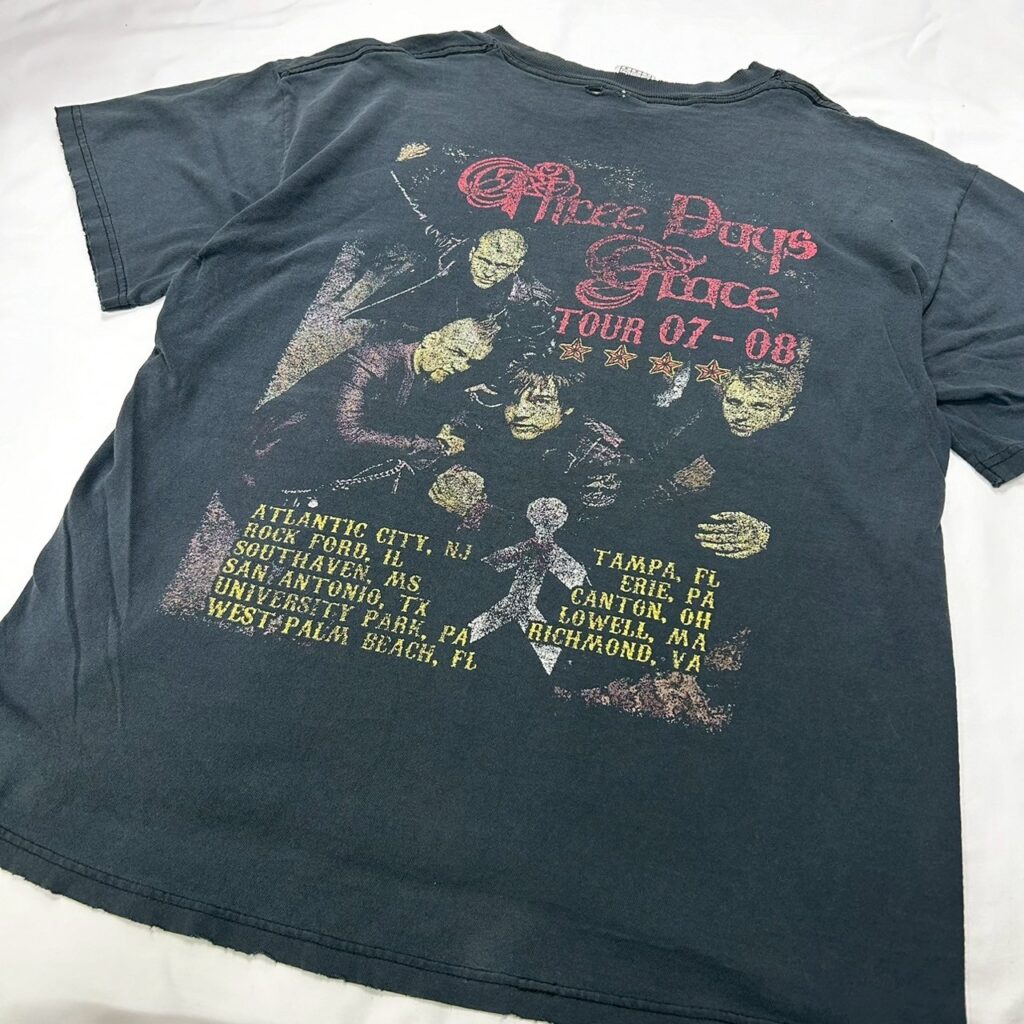 Three Days
Grace
TOUR 07-08
ATLANTIC CITY, NJ
ROCK FORD, IL
SOUTHAVEN, MS
SAN ANTONIO, TX
UNIVERSITY PARK, PA
WEST PALM BEACH, FL
TAMPA, FL
ERIE, PA
CANTON, OH
LOWELL, MA
RICHMOND, VA